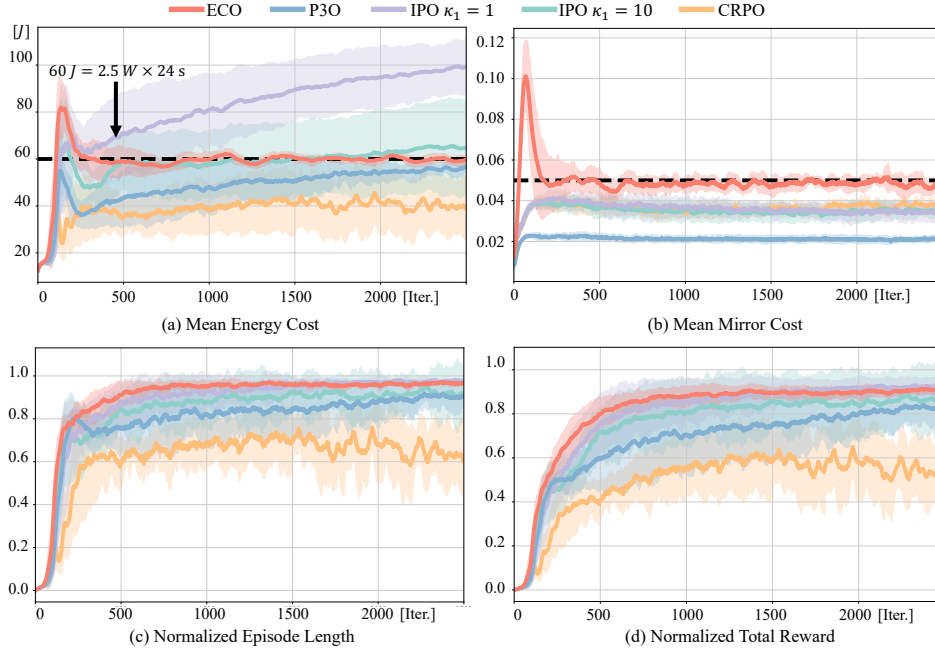 ECO P3O IPO κ₁ = 1 IPO κ₁ = 10 CRPO
[J]
60 J = 2.5 W × 24 s
100
80
60
40
20
0 500 1000 1500 2000 [Iter.]
(a) Mean Energy Cost
0.12
0.10
0.08
0.06
0.04
0.02
0 500 1000 1500 2000 [Iter.]
(b) Mean Mirror Cost
1.0
0.8
0.6
0.4
0.2
0.0
0 500 1000 1500 2000 [Iter.]
(c) Normalized Episode Length
1.0
0.8
0.6
0.4
0.2
0.0
0 500 1000 1500 2000 [Iter.]
(d) Normalized Total Reward